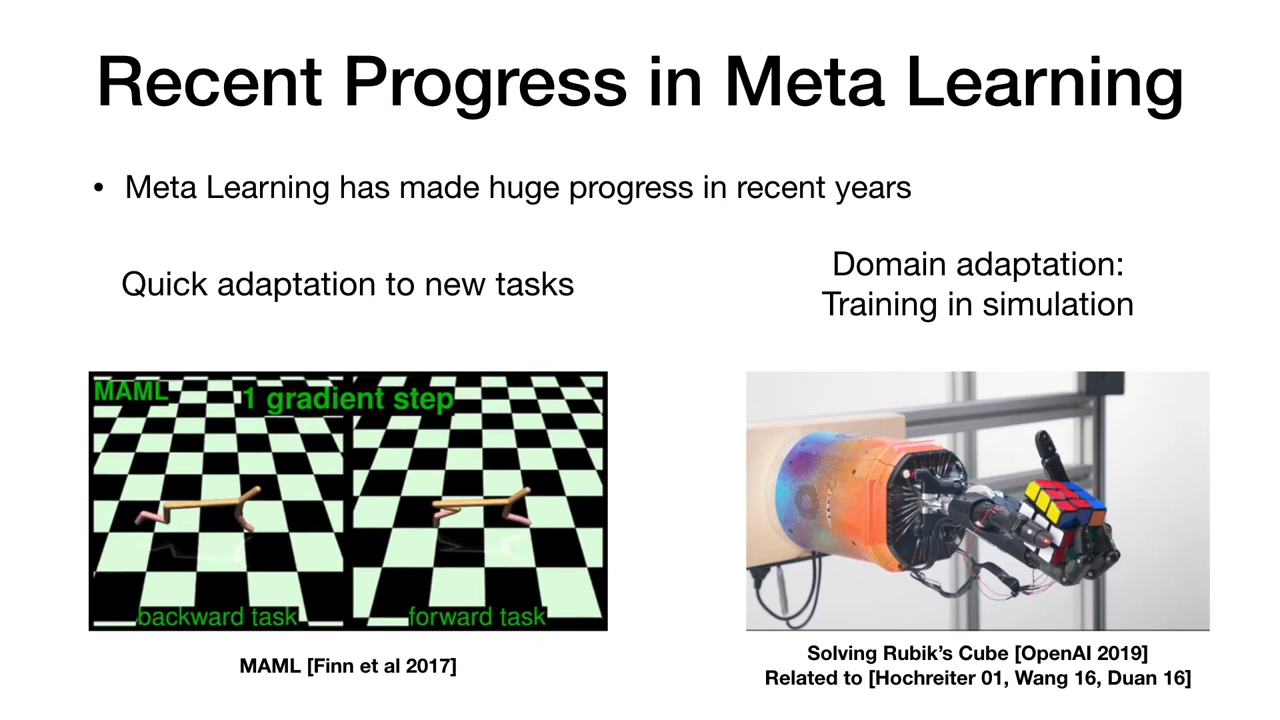 Recent Progress in Meta Learning
• Meta Learning has made huge progress in recent years
Quick adaptation to new tasks
Domain adaptation:
Training in simulation
MAML
1 gradient step
backward task
forward task
MAML [Finn et al 2017]
Solving Rubik’s Cube [OpenAI 2019]
Related to [Hochreiter 01, Wang 16, Duan 16]